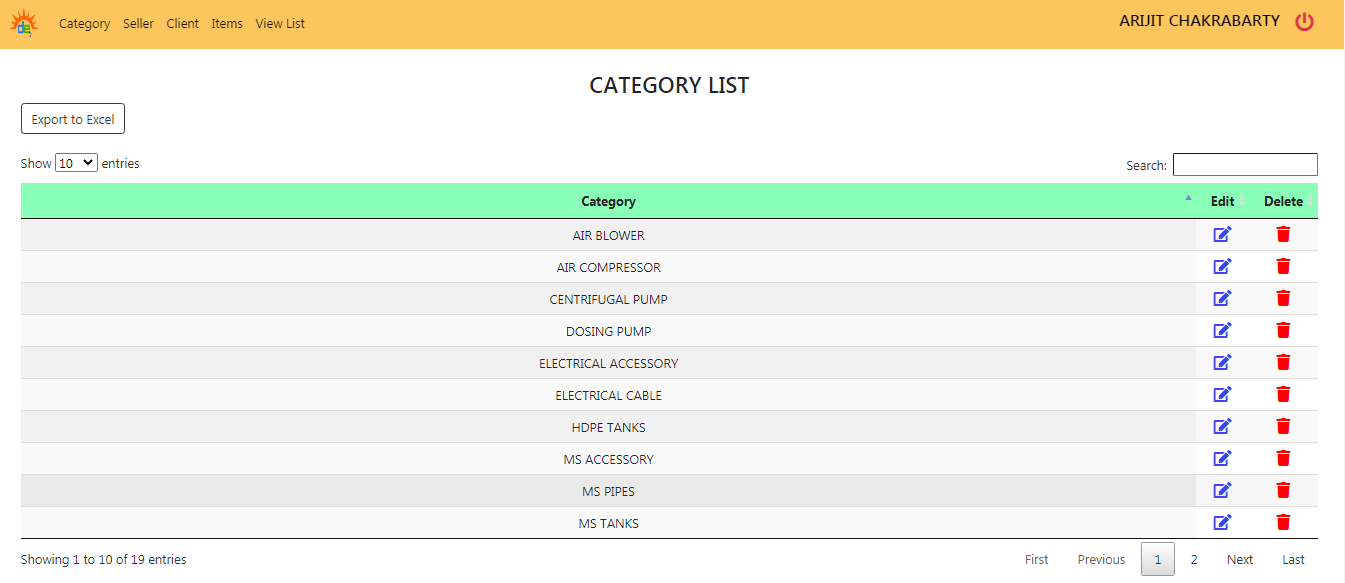 de
Category Seller Client Items View List
ARIJIT CHAKRABARTY
CATEGORY LIST
Export to Excel
Show 10 entries
Search:
Category Edit Delete
AIR BLOWER
AIR COMPRESSOR
CENTRIFUGAL PUMP
DOSING PUMP
ELECTRICAL ACCESSORY
ELECTRICAL CABLE
HDPE TANKS
MS ACCESSORY
MS PIPES
MS TANKS
Showing 1 to 10 of 19 entries
First Previous 1 2 Next Last